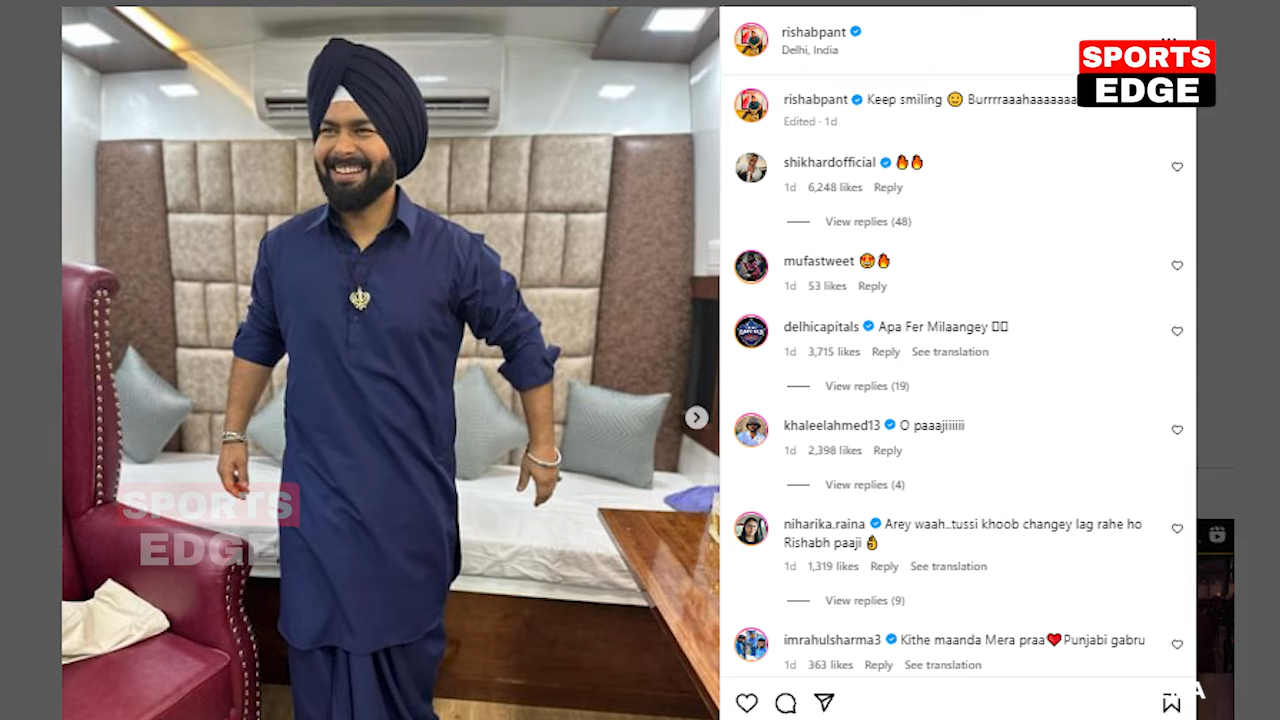 rishabpant
Delhi, India
SPORTS
EDGE
rishabpant Keep smiling 🙂 Burrrraaahaaaaaaa
Edited · 1d
shikhardofficial 🔥🔥
1d 6,248 likes Reply
View replies (48)
mufastweet 😍🔥
1d 53 likes Reply
delhicapitals Apa Fer Milaangey
1d 3,715 likes Reply See translation
View replies (19)
khaleelahmed13 O paaajiiiiii
1d 2,398 likes Reply
View replies (4)
niharika.raina Arey waah..tussi khoob changey lag rahe ho
Rishabh paaji 👌
1d 1,319 likes Reply See translation
View replies (9)
imrahulsharma3 Kithe maanda Mera praa❤️Punjabi gabru
1d 363 likes Reply See translation
SPORTS
EDGE